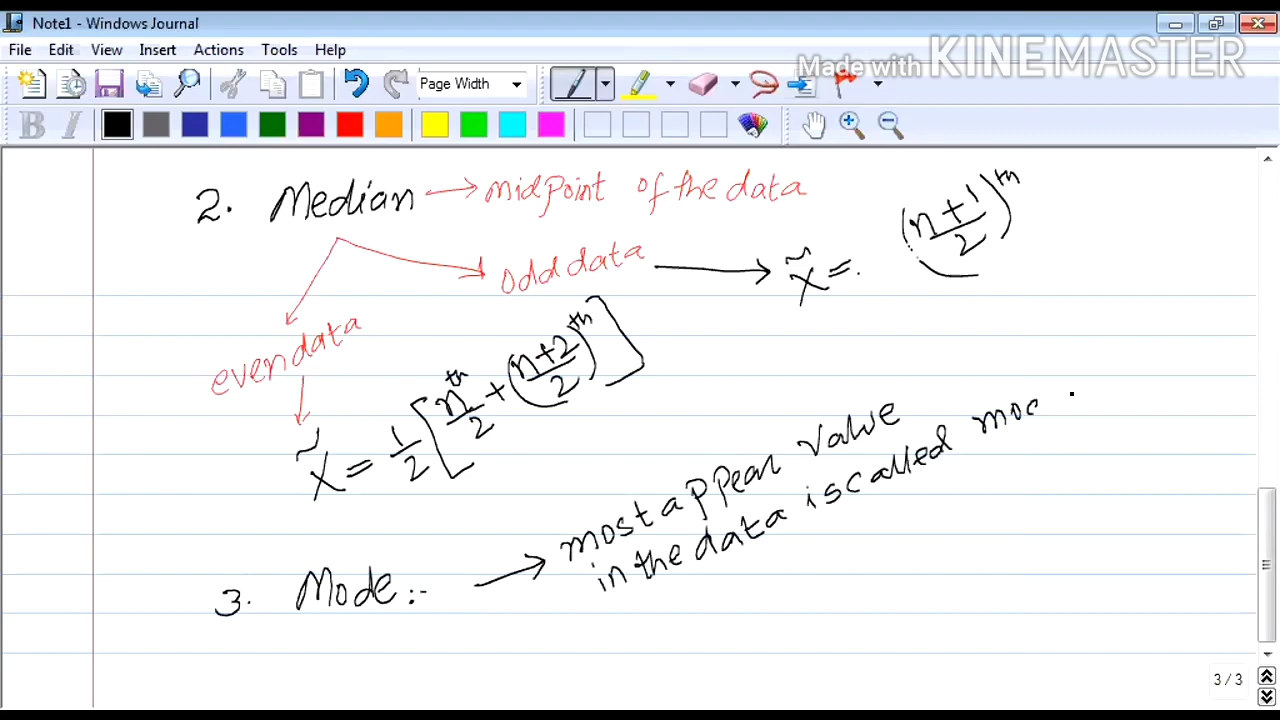 Note1 - Windows Journal
Made with KINEMASTER
File Edit View Insert Actions Tools Help
Page Width
B I
2. Median → midpoint of the data
odd data → x̃ = (n+1/2)th
even data
x̃ = 1/2 [n/2 th + (n+2/2)th]
3. Mode :- → most appear value
in the data is called moc
3 / 3